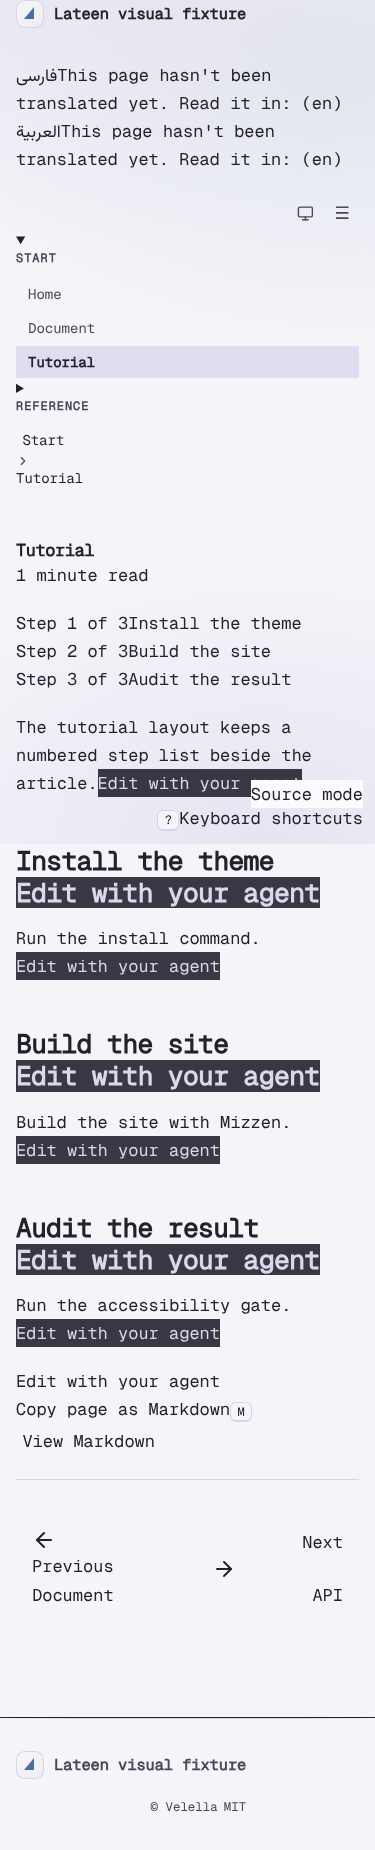 Lateen visual fixture
فارسیThis page hasn't been
translated yet. Read it in: (en)
العربيةThis page hasn't been
translated yet. Read it in: (en)
START
Home
Document
Tutorial
REFERENCE
Start
Tutorial
Tutorial
1 minute read
Step 1 of 3Install the theme
Step 2 of 3Build the site
Step 3 of 3Audit the result
The tutorial layout keeps a
numbered step list beside the
article.Edit with your
Source mode
? Keyboard shortcuts
Install the theme
Edit with your agent
Run the install command.
Edit with your agent
Build the site
Edit with your agent
Build the site with Mizzen.
Edit with your agent
Audit the result
Edit with your agent
Run the accessibility gate.
Edit with your agent
Edit with your agent
Copy page as Markdown M
View Markdown
Previous
Document
Next
API
Lateen visual fixture
© Velella MIT